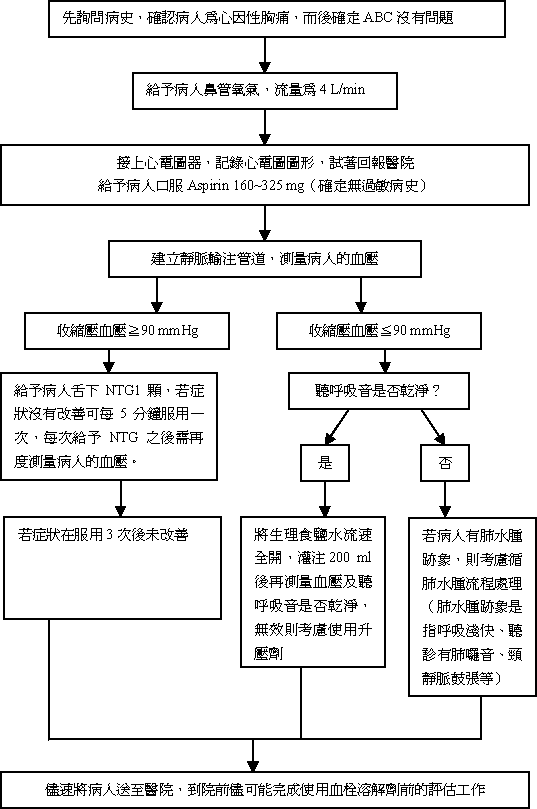 先詢問病史，確認病人為心因性胸痛，而後確定 ABC 沒有問題
給予病人鼻管氧氣，流量為 4 L/min
接上心電圖器，記錄心電圖圖形，試著回報醫院
給予病人口服 Aspirin 160~325 mg（確定無過敏病史）
建立靜脈輸注管道，測量病人的血壓
收縮壓血壓≧90 mmHg
收縮壓血壓≦90 mmHg
給予病人舌下 NTG1 顆，若症
狀沒有改善可每 5 分鐘服用一
次，每次給予 NTG 之後需再
度測量病人的血壓。
聽呼吸音是否乾淨？
是
否
若症狀在服用 3 次後未改善
將生理食鹽水流速
全開，灌注 200 ml
後再測量血壓及聽
呼吸音是否乾淨，
無效則考慮使用升
壓劑
若病人有肺水腫
跡象，則考慮循
肺水腫流程處理
（肺水腫跡象是
指呼吸淺快、聽
診有肺囉音、頸
靜脈鼓張等）
儘速將病人送至醫院，到院前儘可能完成使用血栓溶解劑前的評估工作